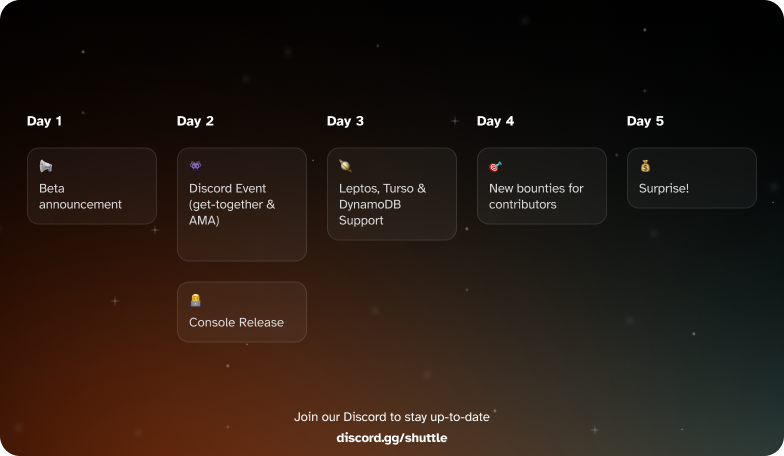 Day 1
Beta
announcement
Day 2
Discord Event
(get-together &
AMA)
Console Release
Day 3
Leptos, Turso &
DynamoDB
Support
Day 4
New bounties for
contributors
Day 5
Surprise!
Join our Discord to stay up-to-date
discord.gg/shuttle